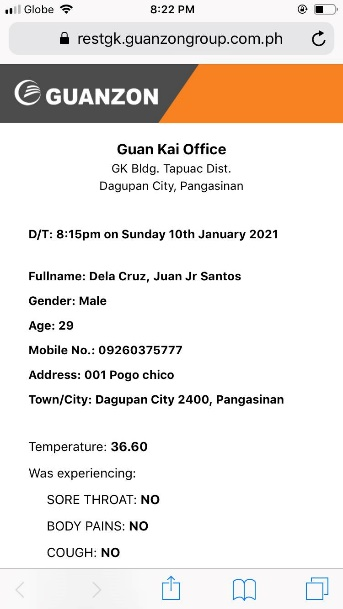 Globe
8:22 PM
restgk.guanzongroup.com.ph
GUANZON
Guan Kai Office
GK Bldg. Tapuac Dist.
Dagupan City, Pangasinan
D/T: 8:15pm on Sunday 10th January 2021
Fullname: Dela Cruz, Juan Jr Santos
Gender: Male
Age: 29
Mobile No.: 09260375777
Address: 001 Pogo chico
Town/City: Dagupan City 2400, Pangasinan
Temperature: 36.60
Was experiencing:
SORE THROAT: NO
BODY PAINS: NO
COUGH: NO